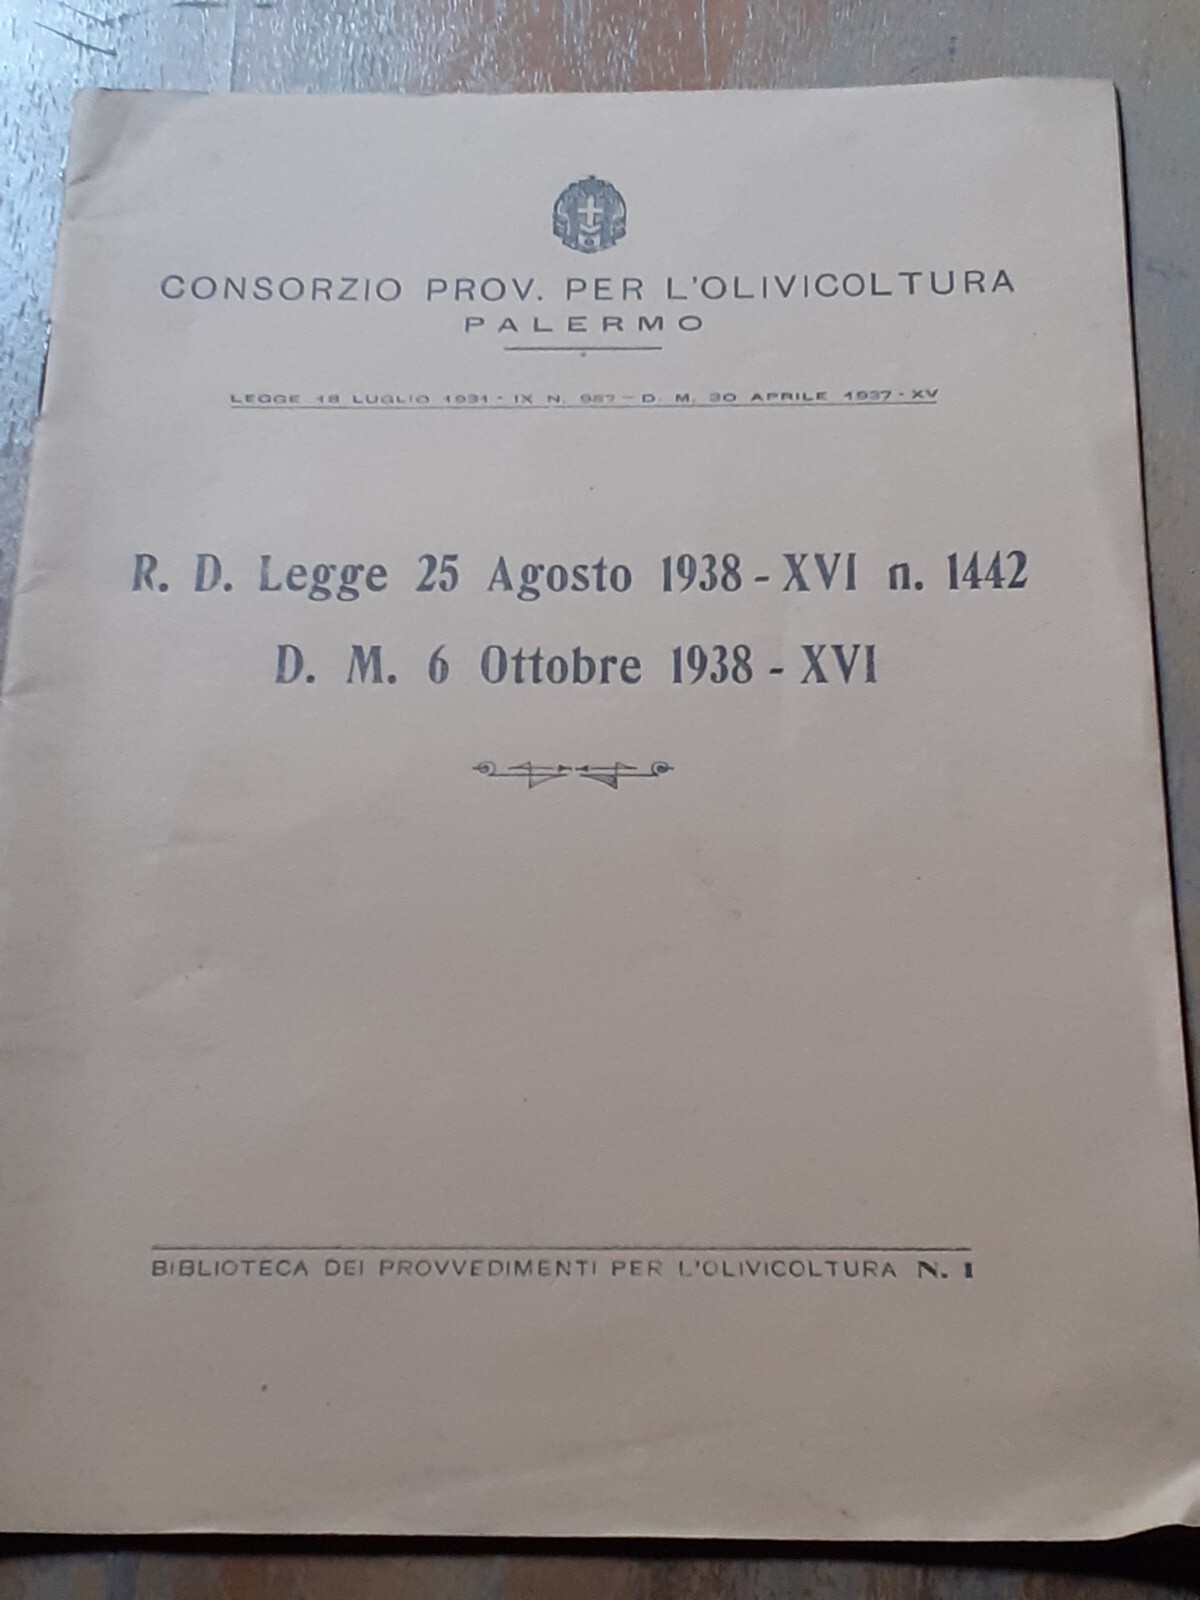 CONSORZIO PROV. PER L'OLIVICOLTURA
PALERMO
LEGGE 18 LUGLIO 1931 - IX N. 987 - D. M. 30 APRILE 1937 - XV
R. D. Legge 25 Agosto 1938 - XVI n. 1442
D. M. 6 Ottobre 1938 - XVI
BIBLIOTECA DEI PROVVEDIMENTI PER L'OLIVICOLTURA N. 1